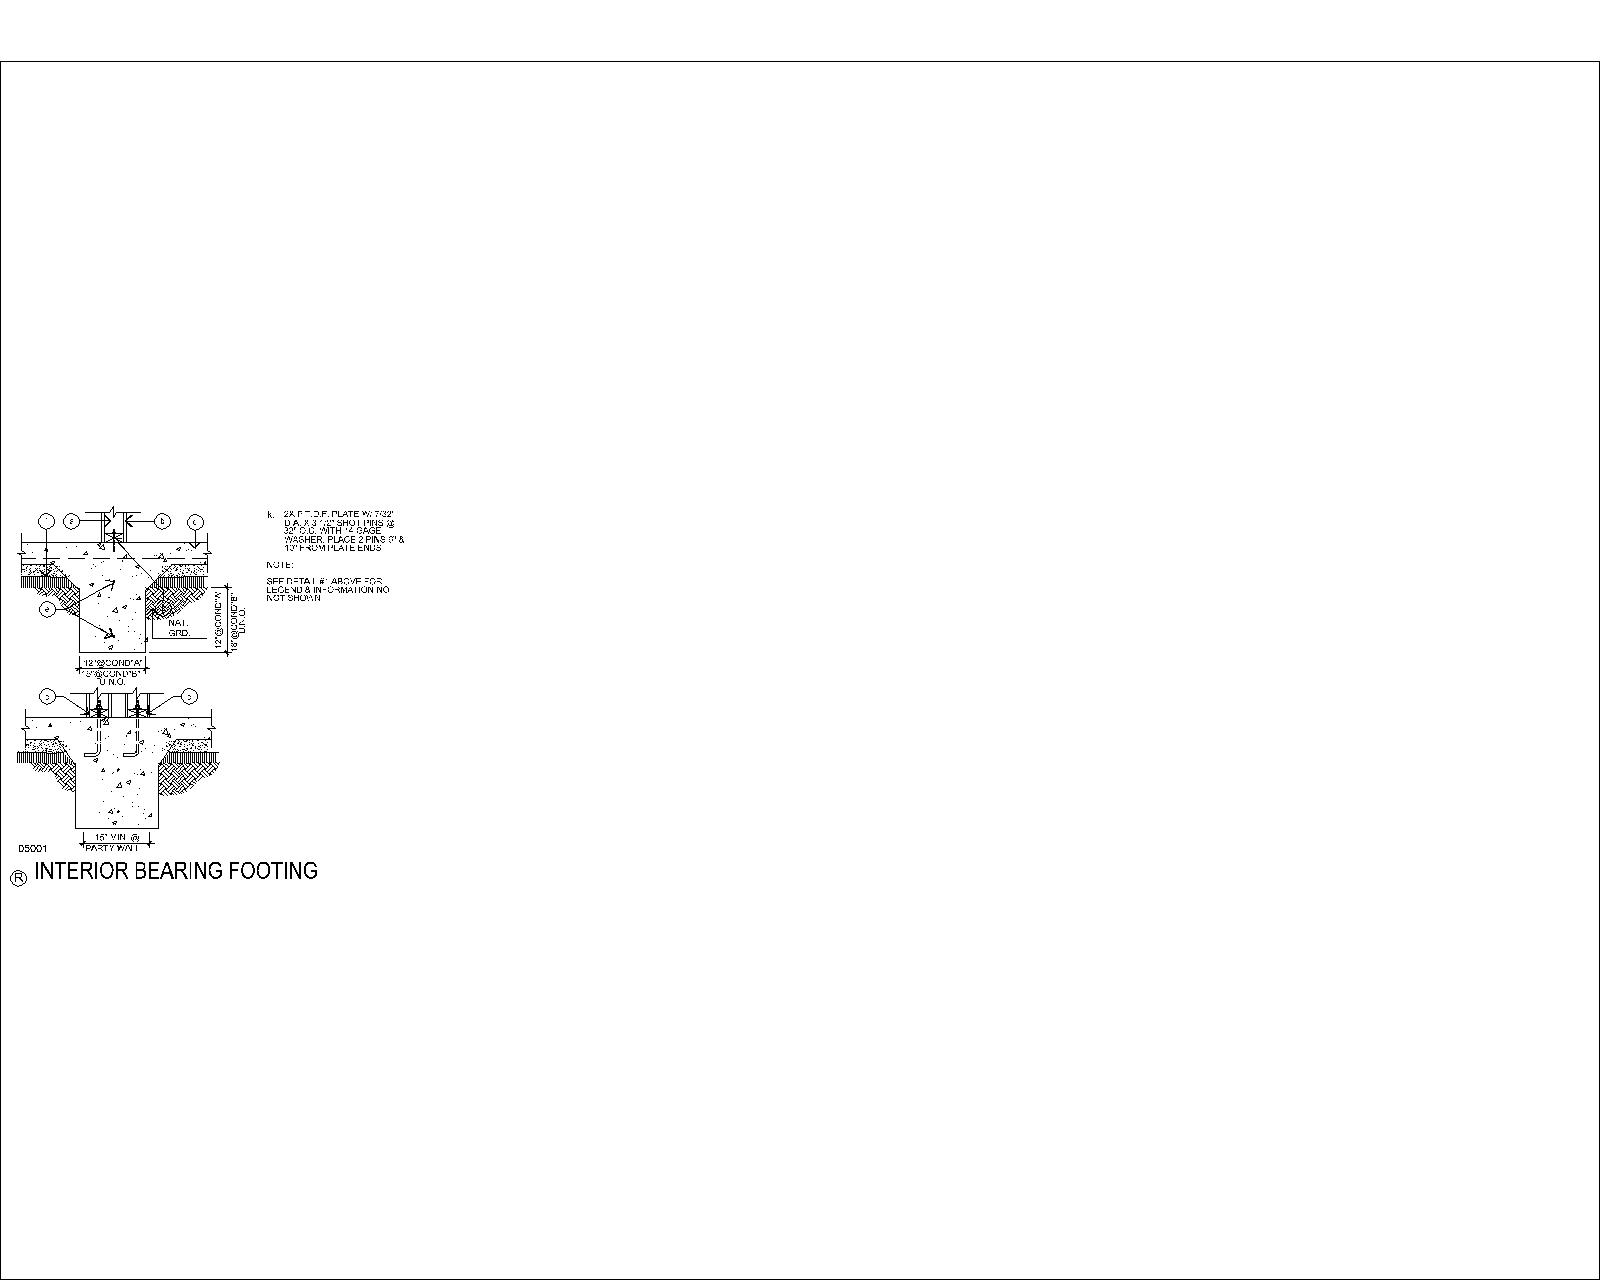 a
b
c
k. 2X P.T.D.F. PLATE W/ 7/32"
DIA. X 3 1/2" SHOT PINS @
32" O.C. WITH 14 GAGE
WASHER. PLACE 2 PINS 6" &
10" FROM PLATE ENDS
NOTE:
SEE DETAIL #1 ABOVE FOR
LEGEND & INFORMATION NO
NOT SHOWN
e
NAT.
GRD.
12"@COND"A"
18"@COND"B"
U.N.O.
12"@COND"A"
15"@COND"B"
U.N.O.
15" MIN. @
PARTY WALL
05001
R INTERIOR BEARING FOOTING